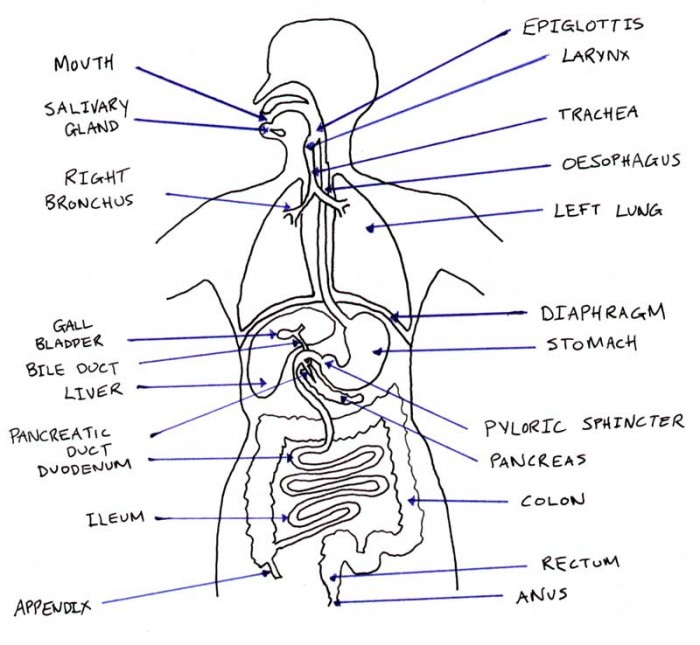 MOUTH
SALIVARY
GLAND
RIGHT
BRONCHUS
GALL
BLADDER
BILE DUCT
LIVER
PANCREATIC
DUCT
DUODENUM
ILEUM
APPENDIX
EPIGLOTTIS
LARYNX
TRACHEA
OESOPHAGUS
LEFT LUNG
DIAPHRAGM
STOMACH
PYLORIC SPHINCTER
PANCREAS
COLON
RECTUM
ANUS